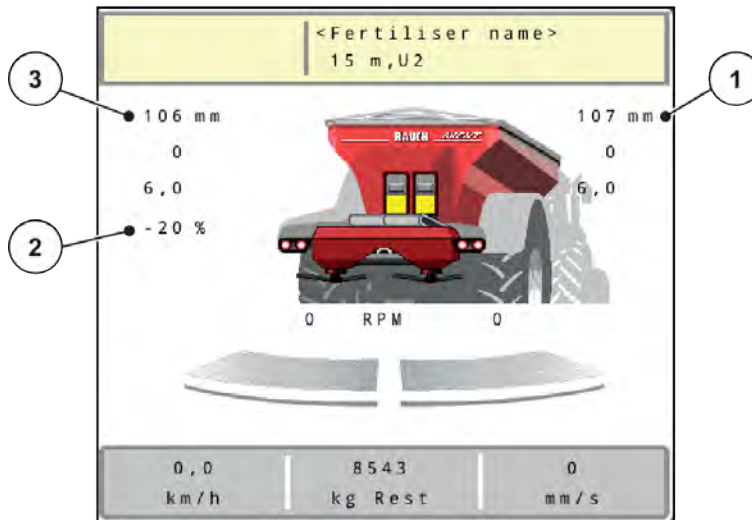 <Fertiliser name>
15 m,U2
3
1
106 mm
107 mm
RAUCH
0
0
6,0
6,0
2
-20 %
0 RPM 0
0,0
8543
0
km/h
kg Rest
mm/s